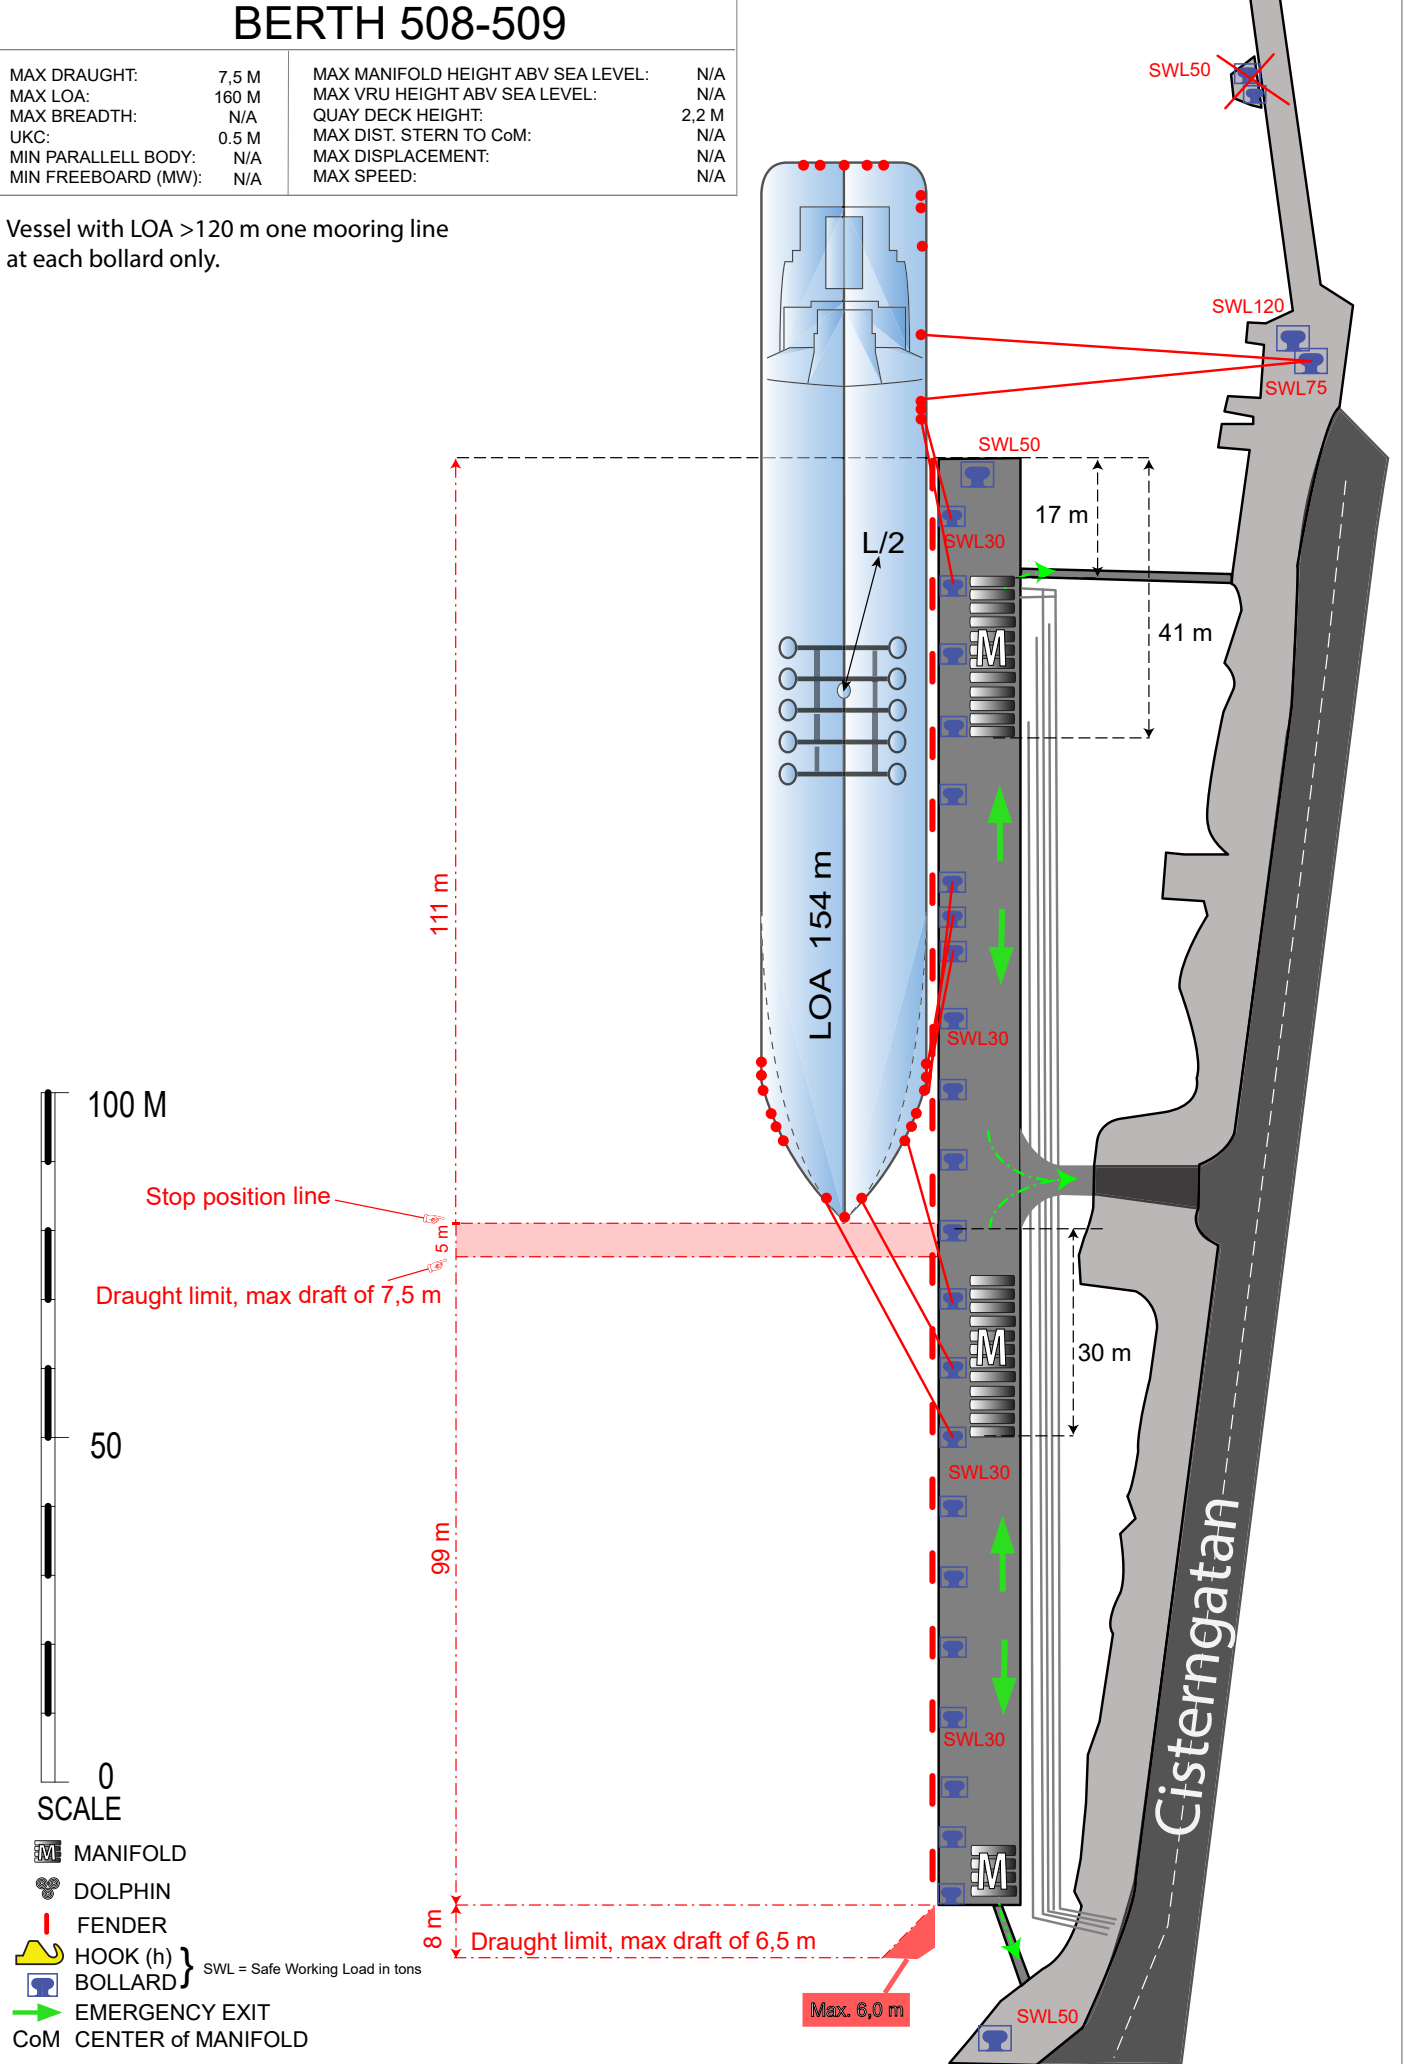 BERTH 508-509
MAX DRAUGHT: 7,5 M
MAX LOA: 160 M
MAX BREADTH: N/A
UKC: 0.5 M
MIN PARALLELL BODY: N/A
MIN FREEBOARD (MW): N/A
MAX MANIFOLD HEIGHT ABV SEA LEVEL: N/A
MAX VRU HEIGHT ABV SEA LEVEL: N/A
QUAY DECK HEIGHT: 2,2 M
MAX DIST. STERN TO CoM: N/A
MAX DISPLACEMENT: N/A
MAX SPEED: N/A
Vessel with LOA >120 m one mooring line
at each bollard only.
SWL50
SWL120
SWL75
SWL50
17 m
SWL30
L/2
41 m
M
111 m
LOA 154 m
SWL30
100 M
Stop position line
5 m
Draught limit, max draft of 7,5 m
M
30 m
50
SWL30
99 m
Cisterngatan
SWL30
0
SCALE
M
M MANIFOLD
DOLPHIN
FENDER
HOOK (h)
BOLLARD
} SWL = Safe Working Load in tons
EMERGENCY EXIT
CoM CENTER of MANIFOLD
8 m
Draught limit, max draft of 6,5 m
Max. 6,0 m
SWL50